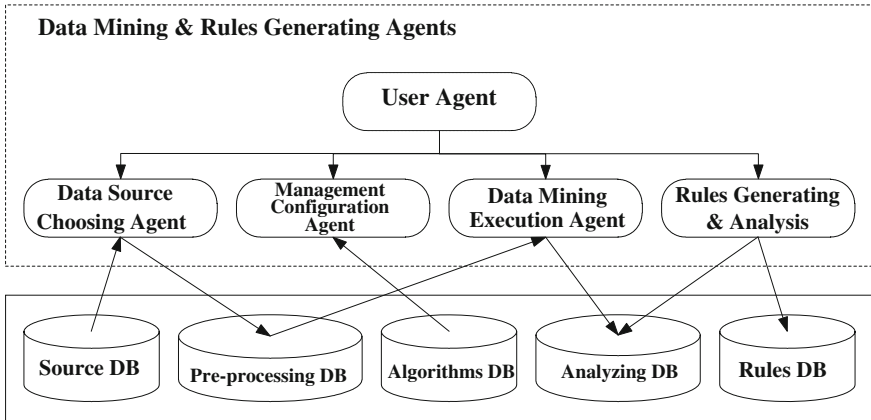 Data Mining & Rules Generating Agents
User Agent
Data Source
Choosing Agent
Management
Configuration
Agent
Data Mining
Execution Agent
Rules Generating
& Analysis
Source DB
Pre-processing DB
Algorithms DB
Analyzing DB
Rules DB